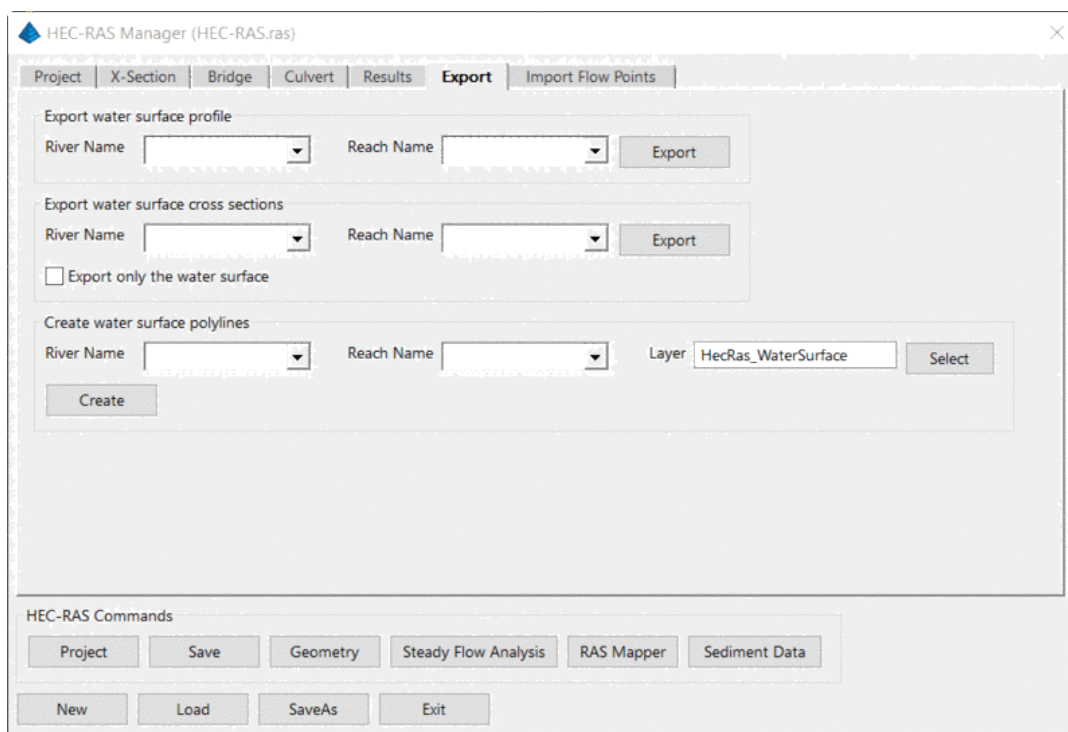 HEC-RAS Manager (HEC-RAS.ras)
Project X-Section Bridge Culvert Results Export Import Flow Points
Export water surface profile
River Name Reach Name Export
Export water surface cross sections
River Name Reach Name Export
Export only the water surface
Create water surface polylines
River Name Reach Name Layer HecRas_WaterSurface Select
Create
HEC-RAS Commands
Project Save Geometry Steady Flow Analysis RAS Mapper Sediment Data
New Load SaveAs Exit